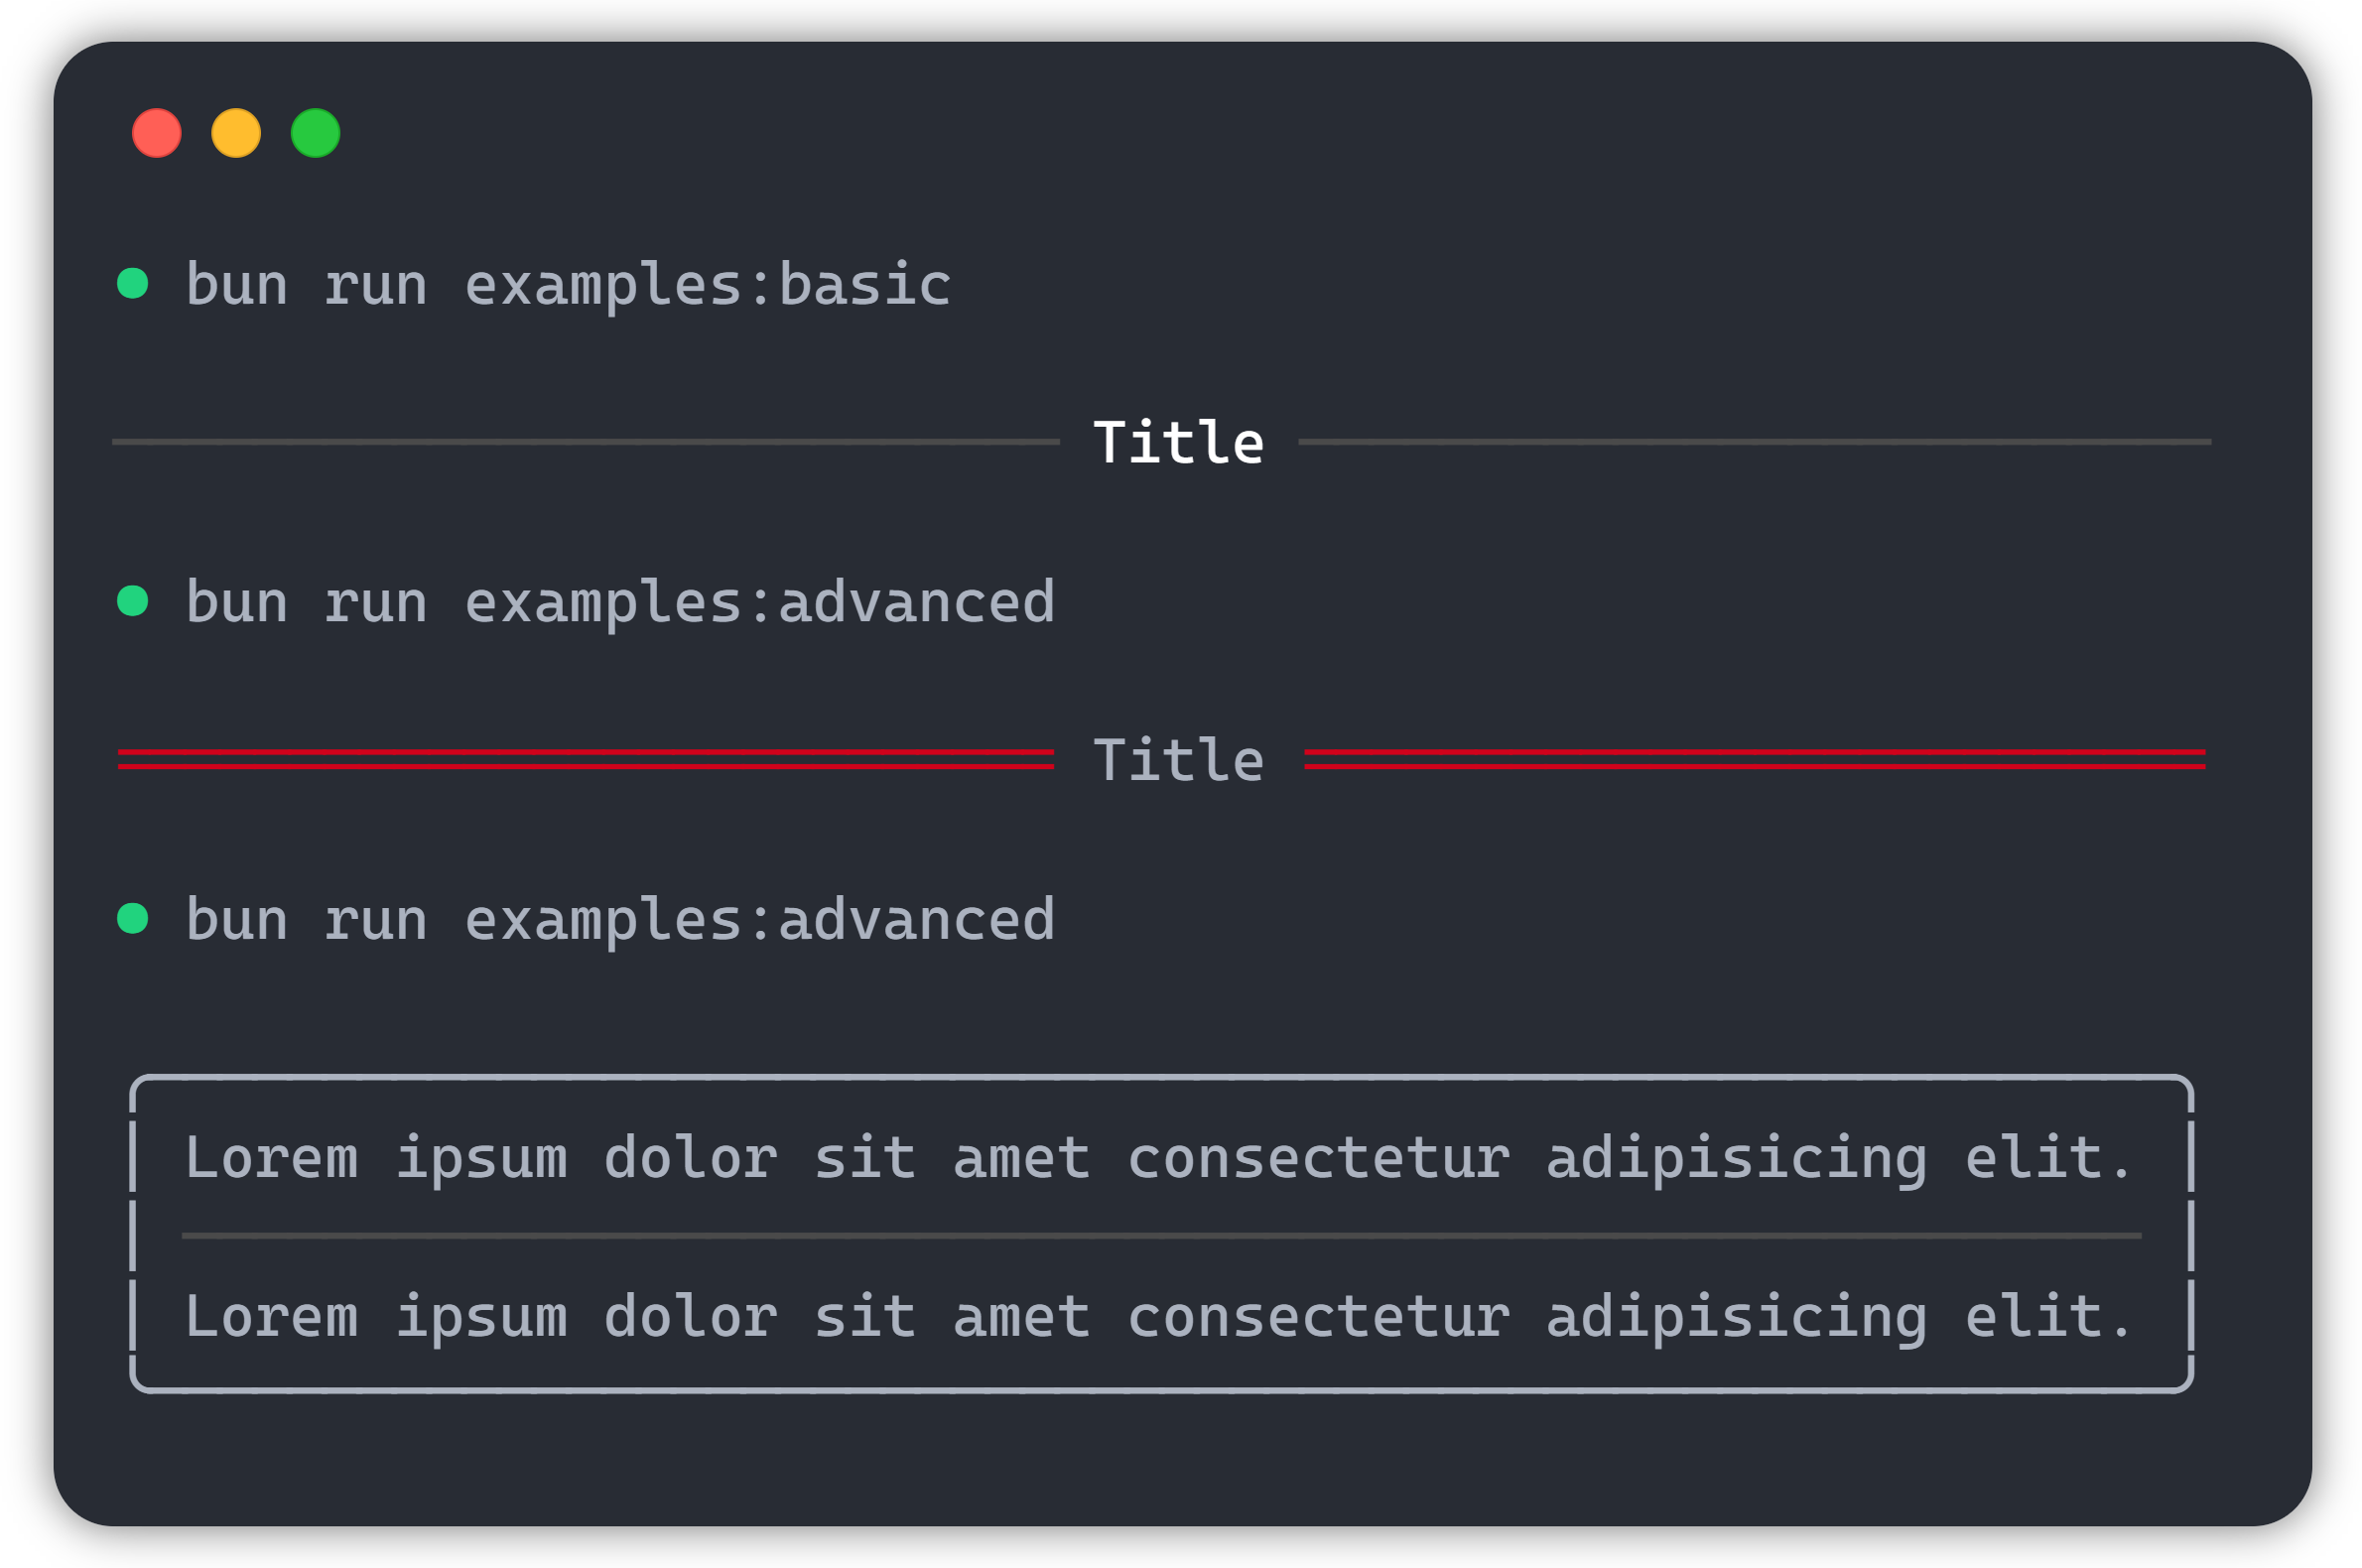 bun run examples:basic
Title
bun run examples:advanced
Title
bun run examples:advanced
Lorem ipsum dolor sit amet consectetur adipisicing elit.
Lorem ipsum dolor sit amet consectetur adipisicing elit.